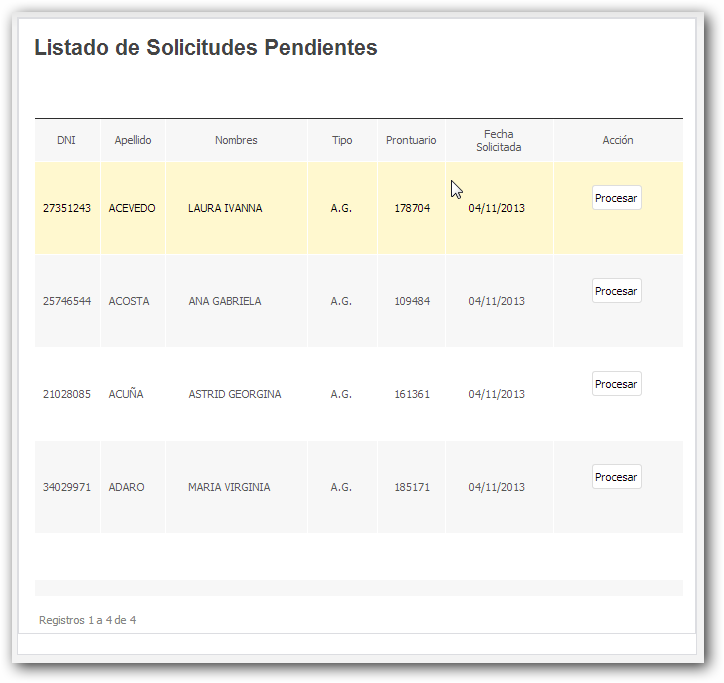 Listado de Solicitudes Pendientes
DNI Apellido Nombres Tipo Prontuario Fecha Solicitada Acción
27351243 ACEVEDO LAURA IVANNA A.G. 178704 04/11/2013 Procesar
25746544 ACOSTA ANA GABRIELA A.G. 109484 04/11/2013 Procesar
21028085 ACUÑA ASTRID GEORGINA A.G. 161361 04/11/2013 Procesar
34029971 ADARO MARIA VIRGINIA A.G. 185171 04/11/2013 Procesar
Registros 1 a 4 de 4